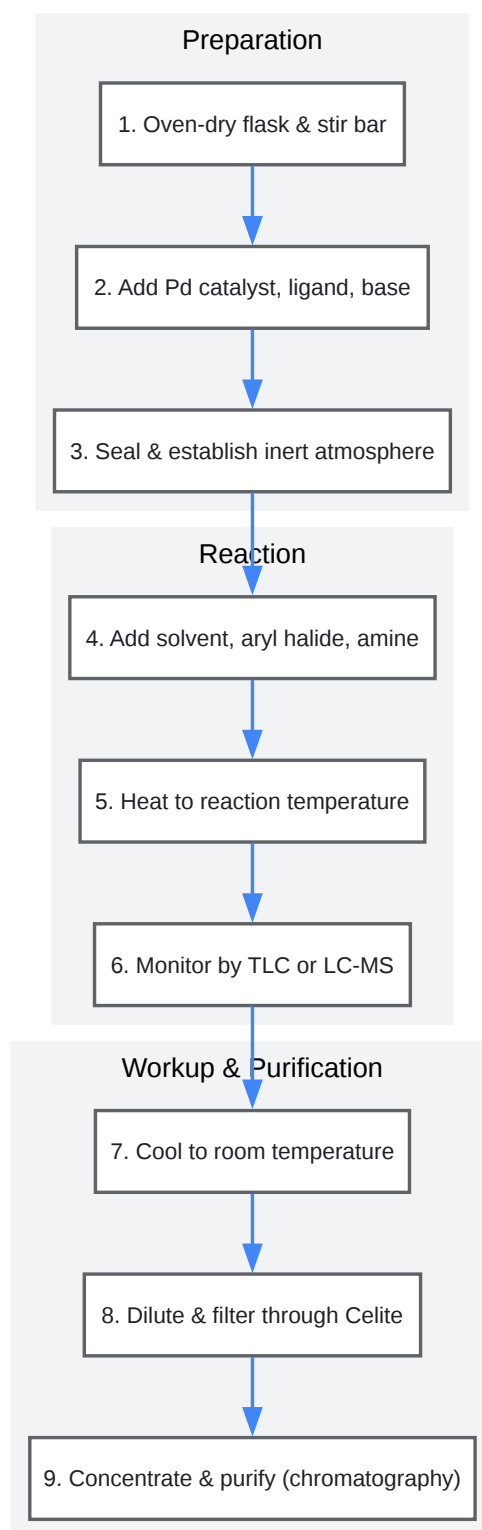 Preparation
1. Oven-dry flask & stir bar
2. Add Pd catalyst, ligand, base
3. Seal & establish inert atmosphere
Reaction
4. Add solvent, aryl halide, amine
5. Heat to reaction temperature
6. Monitor by TLC or LC-MS
Workup & Purification
7. Cool to room temperature
8. Dilute & filter through Celite
9. Concentrate & purify (chromatography)